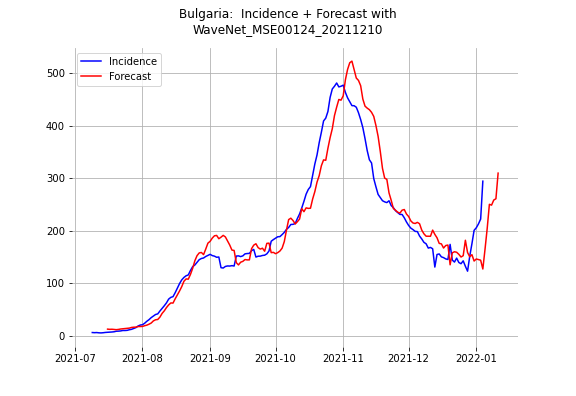 Bulgaria:  Incidence + Forecast with
WaveNet_MSE00124_20211210
Incidence
Forecast
500
400
300
200
100
0
2021-07 2021-08 2021-09 2021-10 2021-11 2021-12 2022-01